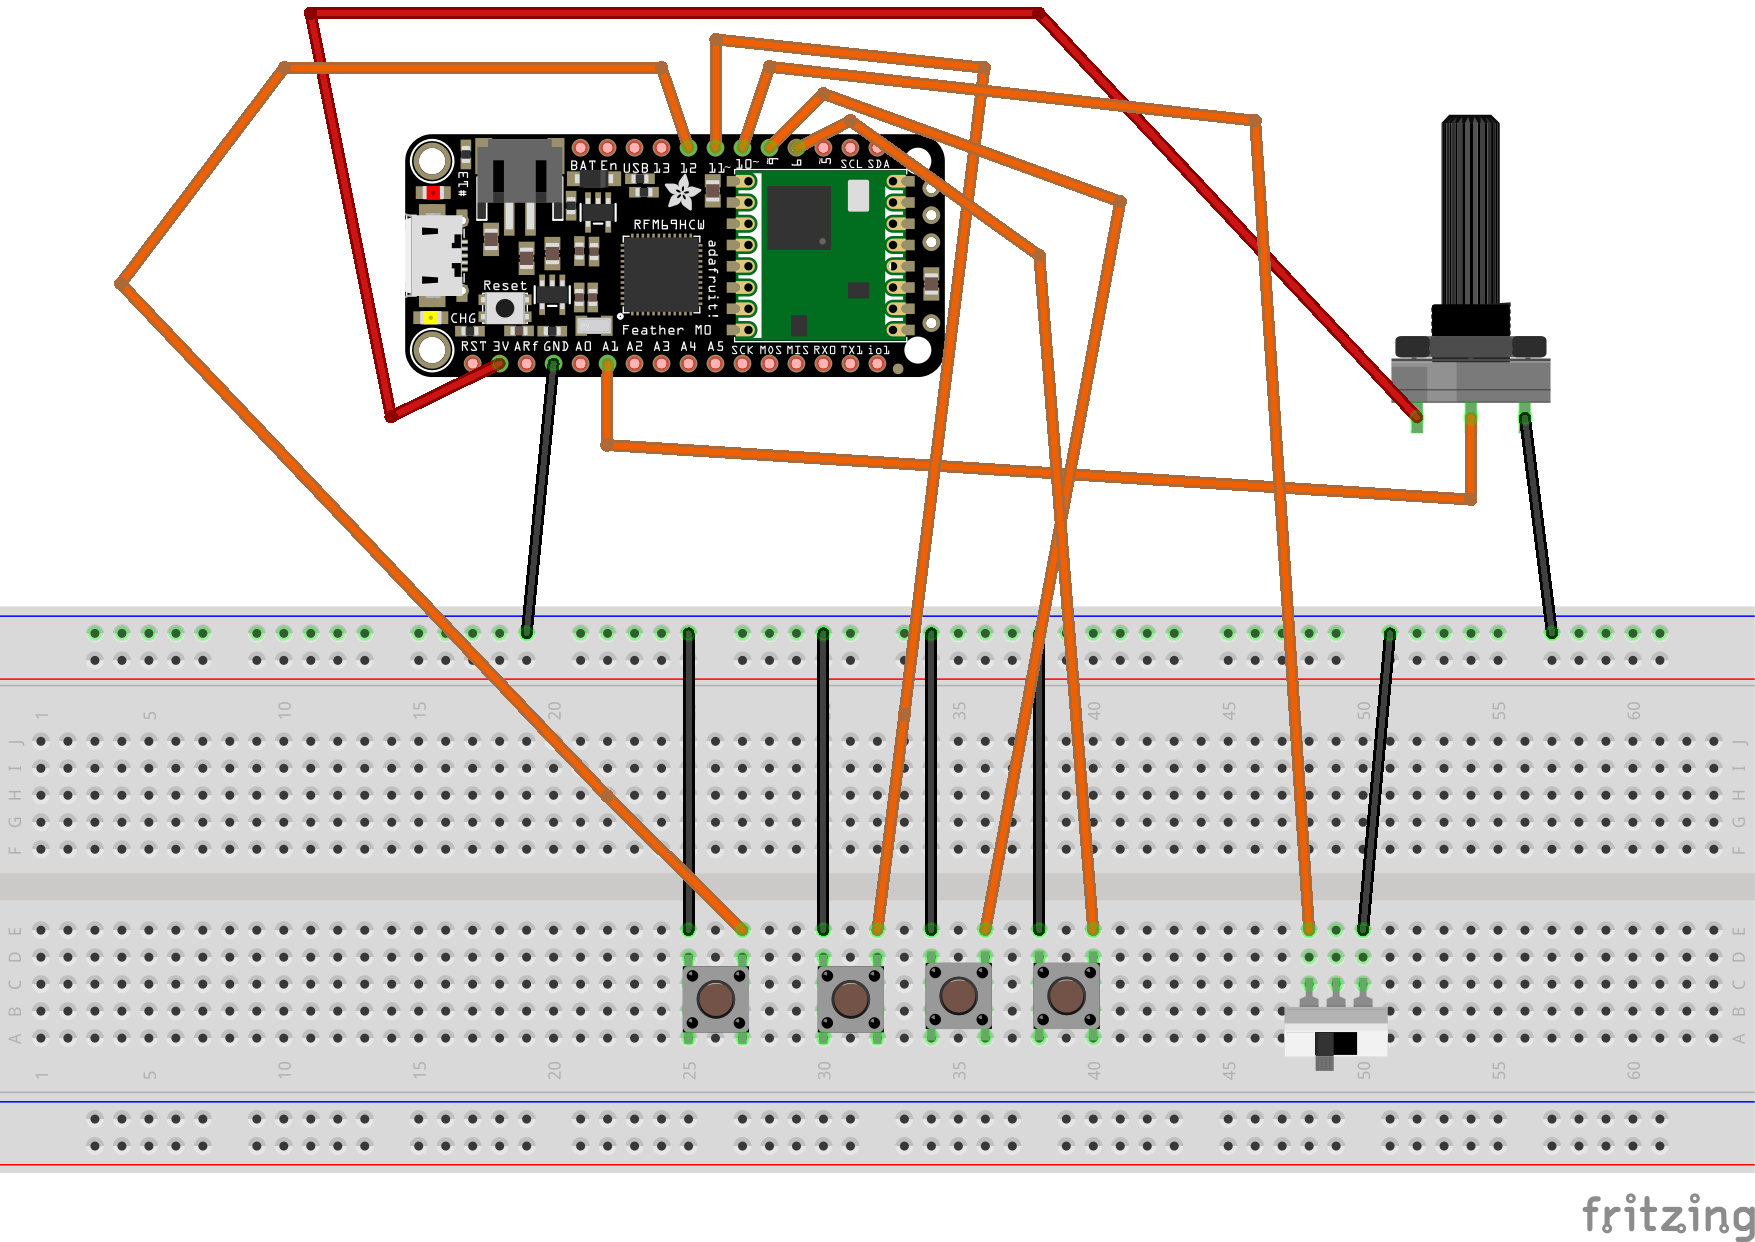 BAT En USB 13 12 11~ 10~ 9 6 5 SCL SDA
#13
RFM69HCW
adafruit!
Reset
CHG
Feather M0
RST 3V ARf GND A0 A1 A2 A3 A4 A5 SCK MOS MIS RX0 TX1 io1
1 5 10 15 20 35 40 45 50 55 60
J J
I I
H H
G G
F F
E E
D D
C C
B B
A A
1 5 10 15 20 25 30 35 40 45 50 55 60
fritzing